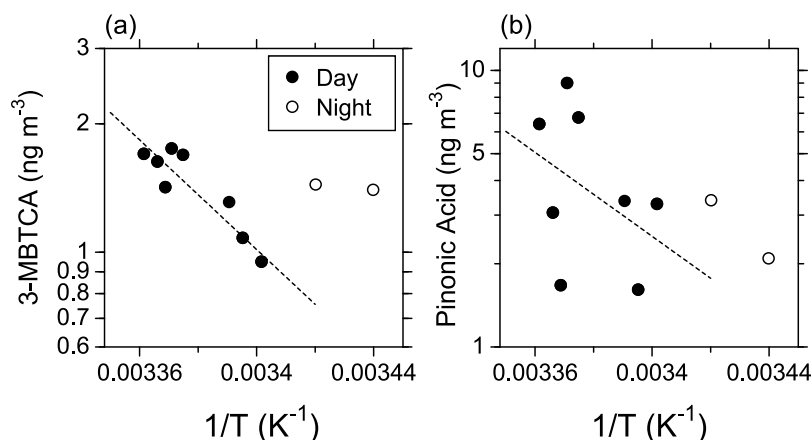 (a)
3
2
1
0.9
0.8
0.7
0.6
3-MBTCA (ng m⁻³)
Day
Night
0.00336
0.0034
0.00344
1/T (K⁻¹)
(b)
10
5
1
Pinonic Acid (ng m⁻³)
0.00336
0.0034
0.00344
1/T (K⁻¹)